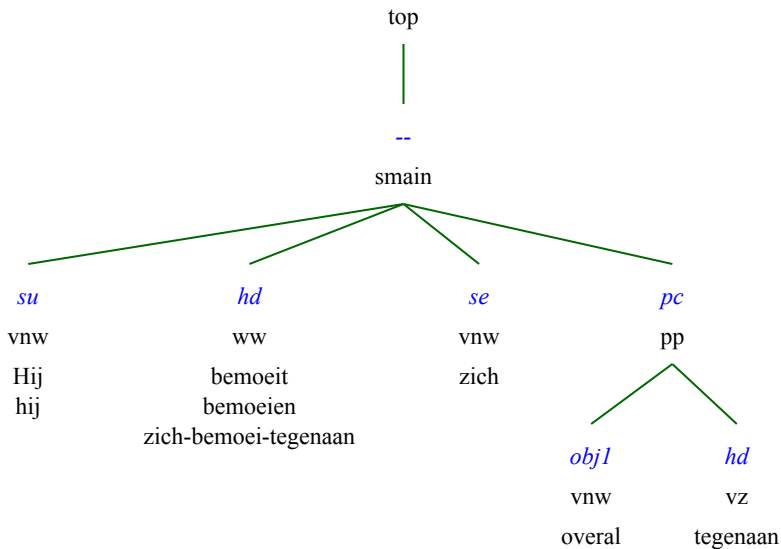 top
--
smain
su hd se pc
vnw ww vnw pp
Hij bemoeit zich
hij bemoeien
zich-bemoei-tegenaan
obj1 hd
vnw vz
overal tegenaan